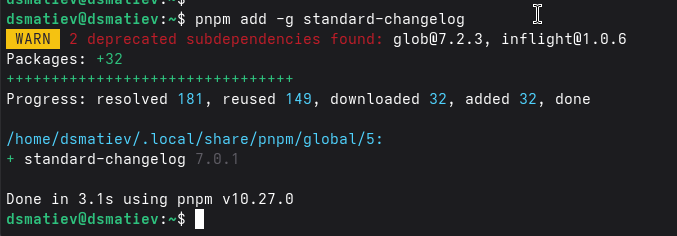 dsmatiev@dsmatiev:~$
dsmatiev@dsmatiev:~$ pnpm add -g standard-changelog
WARN 2 deprecated subdependencies found: glob@7.2.3, inflight@1.0.6
Packages: +32
++++++++++++++++++++++++++++++++
Progress: resolved 181, reused 149, downloaded 32, added 32, done
/home/dsmatiev/.local/share/pnpm/global/5:
+ standard-changelog 7.0.1
Done in 3.1s using pnpm v10.27.0
dsmatiev@dsmatiev:~$